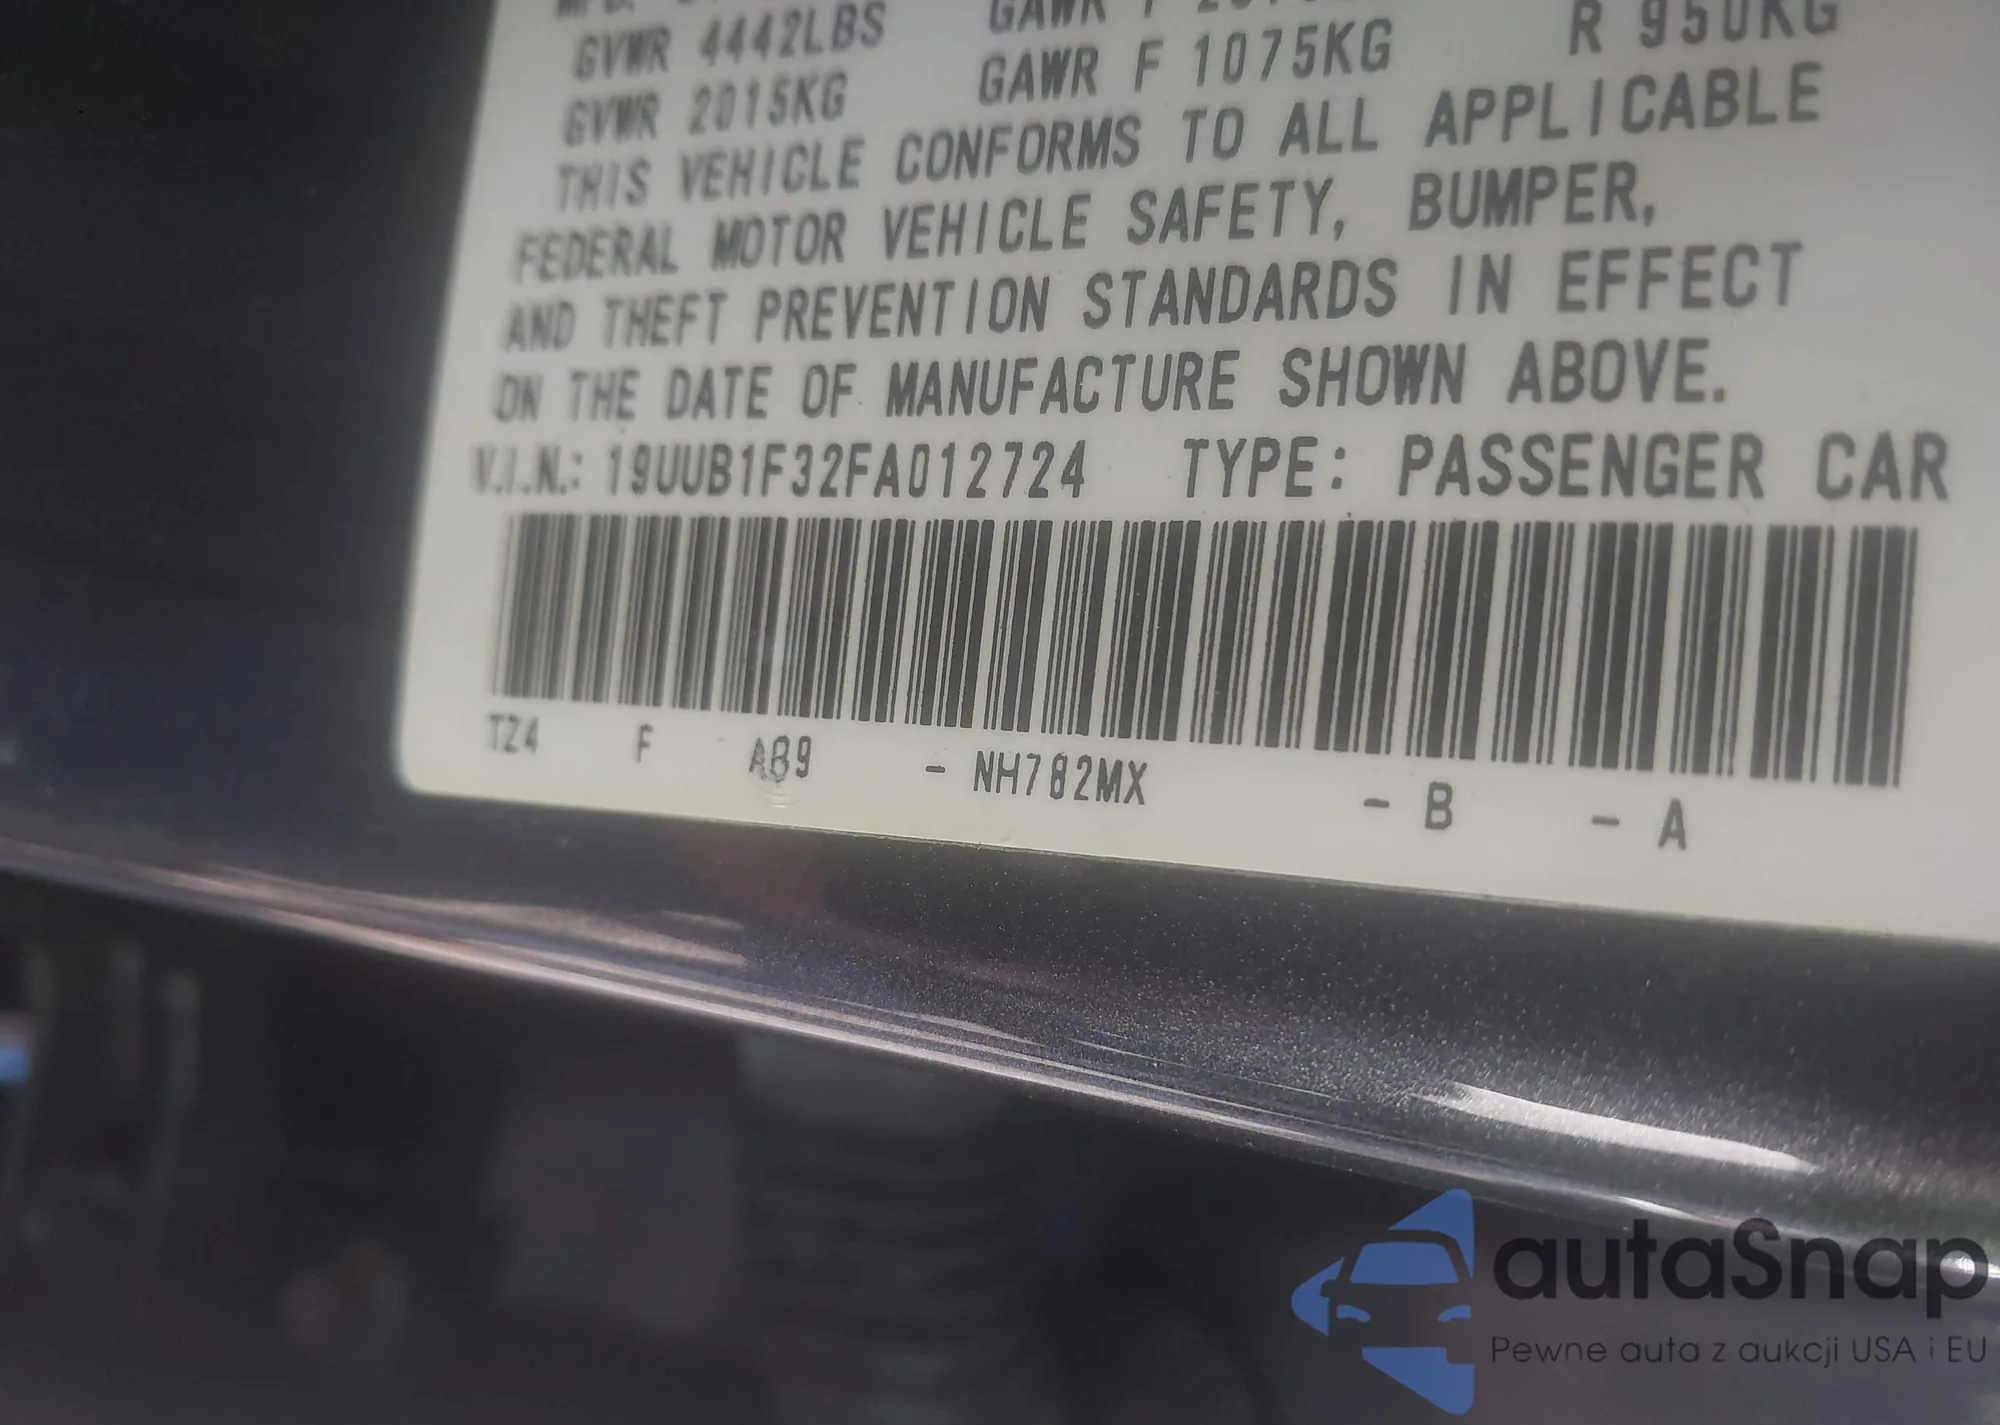 GVWR 4442LBS GAWR F
GVWR 2015KG GAWR F 1075KG R 950KG
THIS VEHICLE CONFORMS TO ALL APPLICABLE
FEDERAL MOTOR VEHICLE SAFETY, BUMPER,
AND THEFT PREVENTION STANDARDS IN EFFECT
ON THE DATE OF MANUFACTURE SHOWN ABOVE.
V.I.N.: 19UUB1F32FA012724 TYPE: PASSENGER CAR
TZ4 F A89 - NH782MX - B - A
autaSnap
Pewne auta z aukcji USA i EU